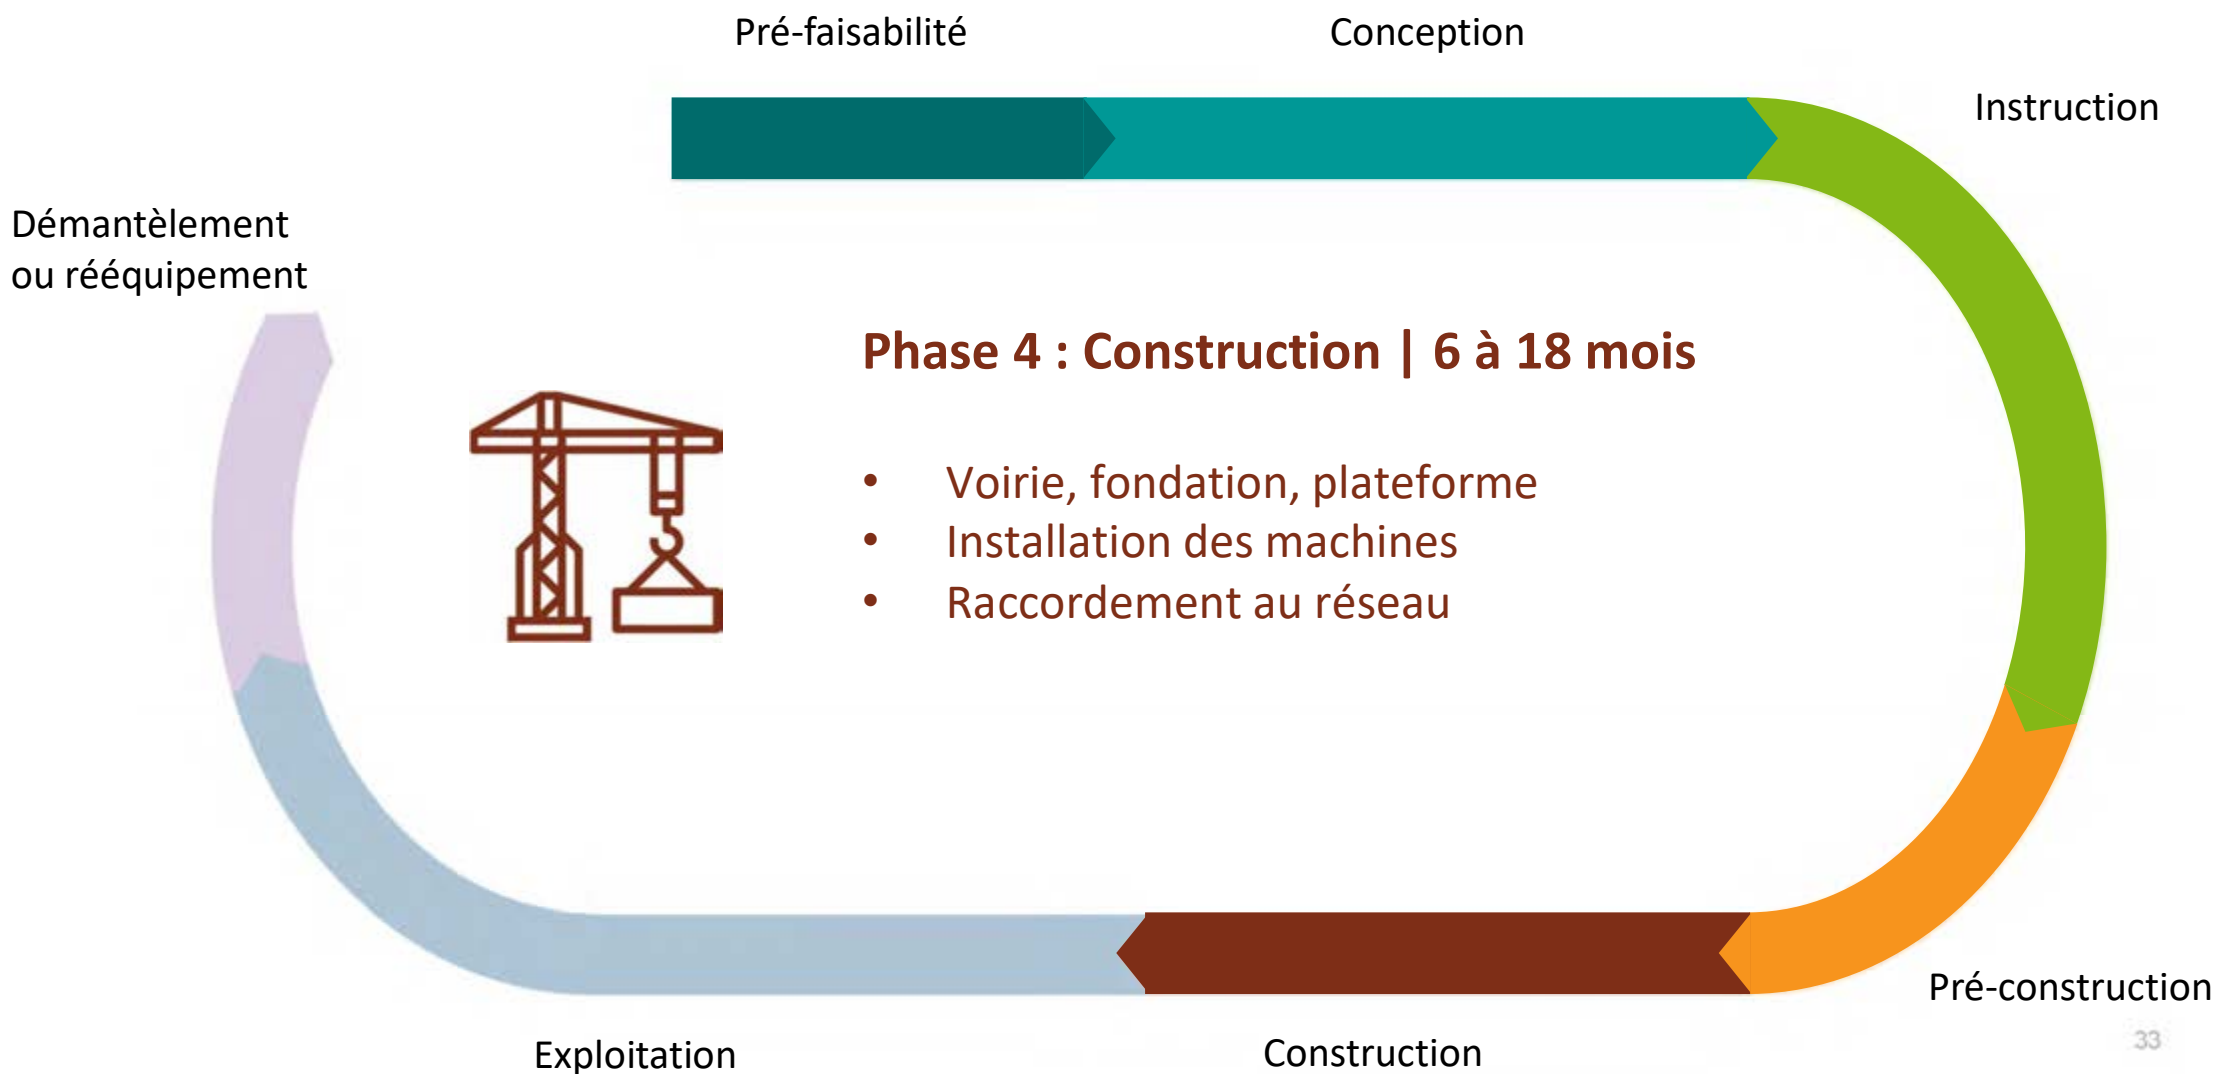 Pré-faisabilité
Conception
Instruction
Démantèlement
ou rééquipement
Phase 4 : Construction | 6 à 18 mois
• Voirie, fondation, plateforme
• Installation des machines
• Raccordement au réseau
Pré-construction
Exploitation
Construction
33